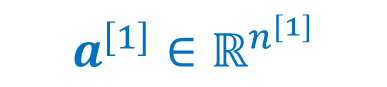 𝒂^[1] ∈ ℝ^{n^[1]}